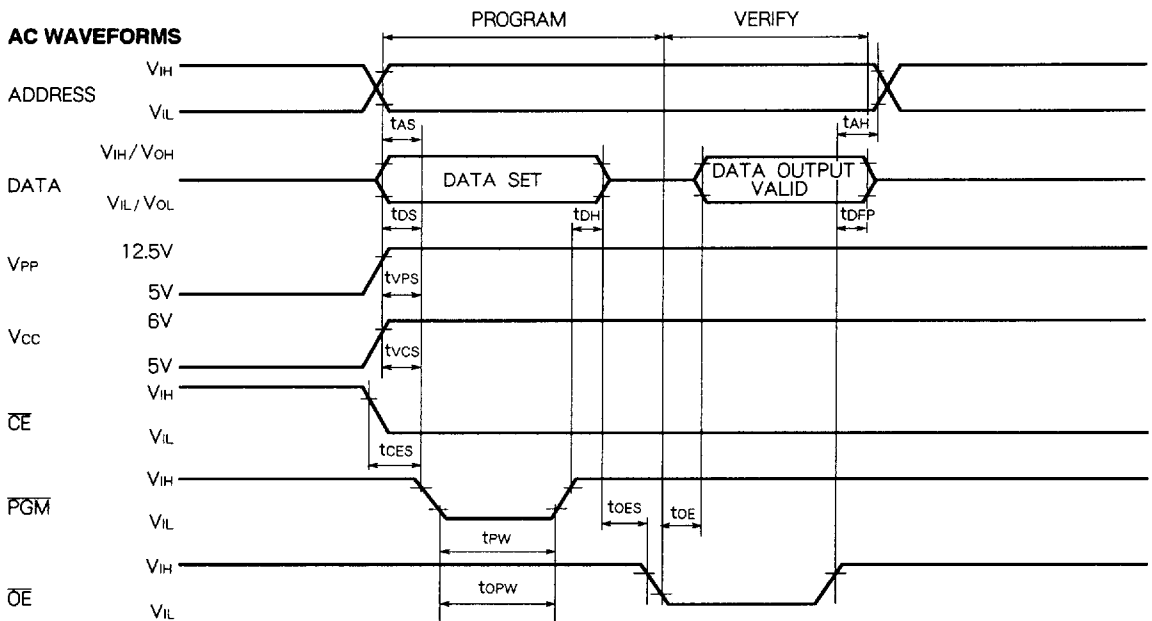 PROGRAM VERIFY
AC WAVEFORMS
VIH
ADDRESS
VIL
tAS tAH
VIH/VOH
DATA DATA SET DATA OUTPUT VALID
VIL/VOL
tDS tDH tDFP
VPP 12.5V
tVPS
5V
VCC 6V
tVCS
5V
VIH
CE
VIL
tCES
VIH
PGM
VIL
tOES tOE
tPW
VIH
OE
tOPW
VIL